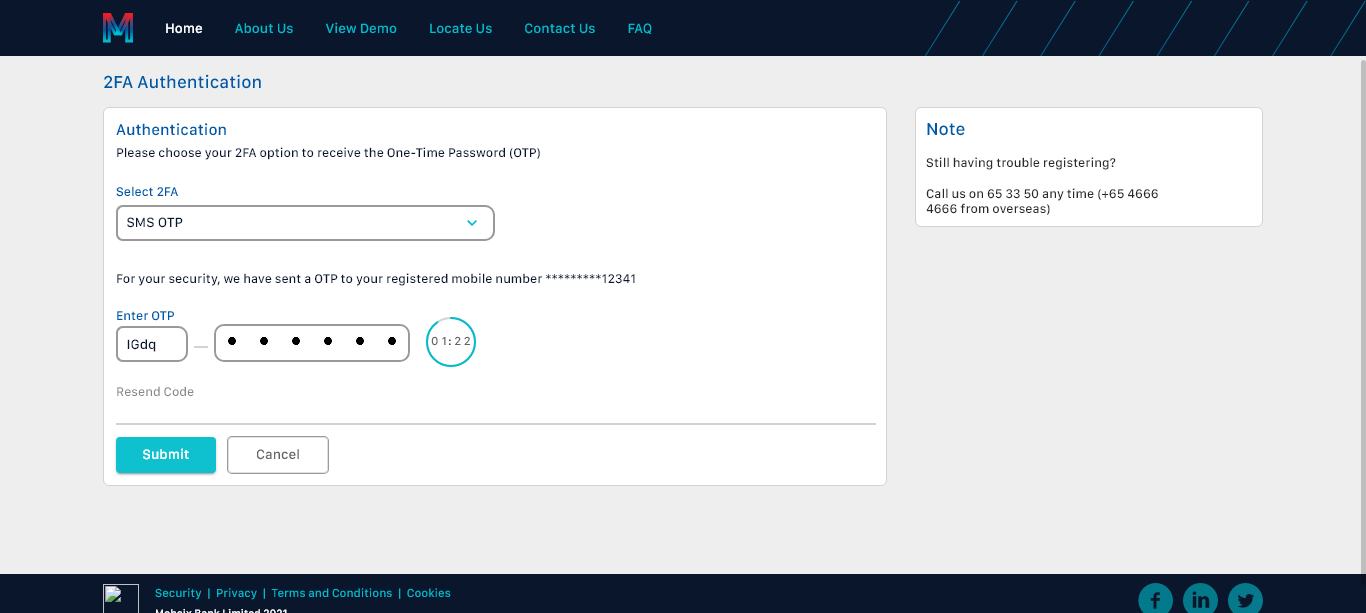 Home About Us View Demo Locate Us Contact Us FAQ
2FA Authentication
Authentication
Please choose your 2FA option to receive the One-Time Password (OTP)
Select 2FA
SMS OTP
For your security, we have sent a OTP to your registered mobile number *********12341
Enter OTP
IGdq
01:22
Resend Code
Submit Cancel
Note
Still having trouble registering?
Call us on 65 33 50 any time (+65 4666
4666 from overseas)
Security | Privacy | Terms and Conditions | Cookies
Bank Limited 2021